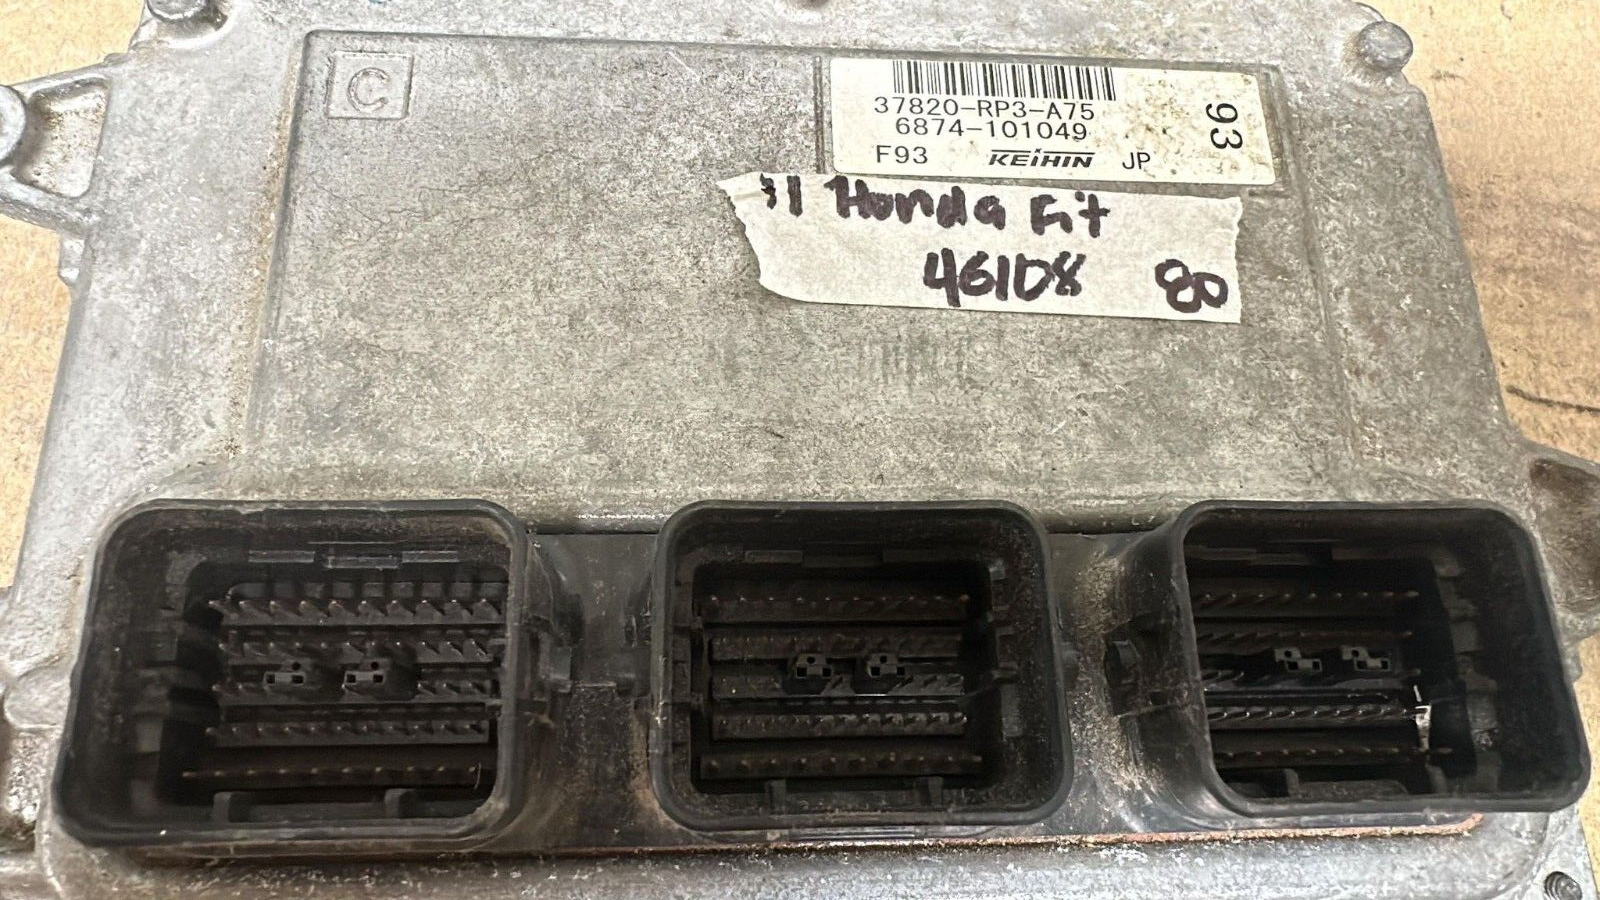 C
37820-RP3-A75
6874-101049
F93 KEIHIN JP
93
11 Honda Fit
46108 80